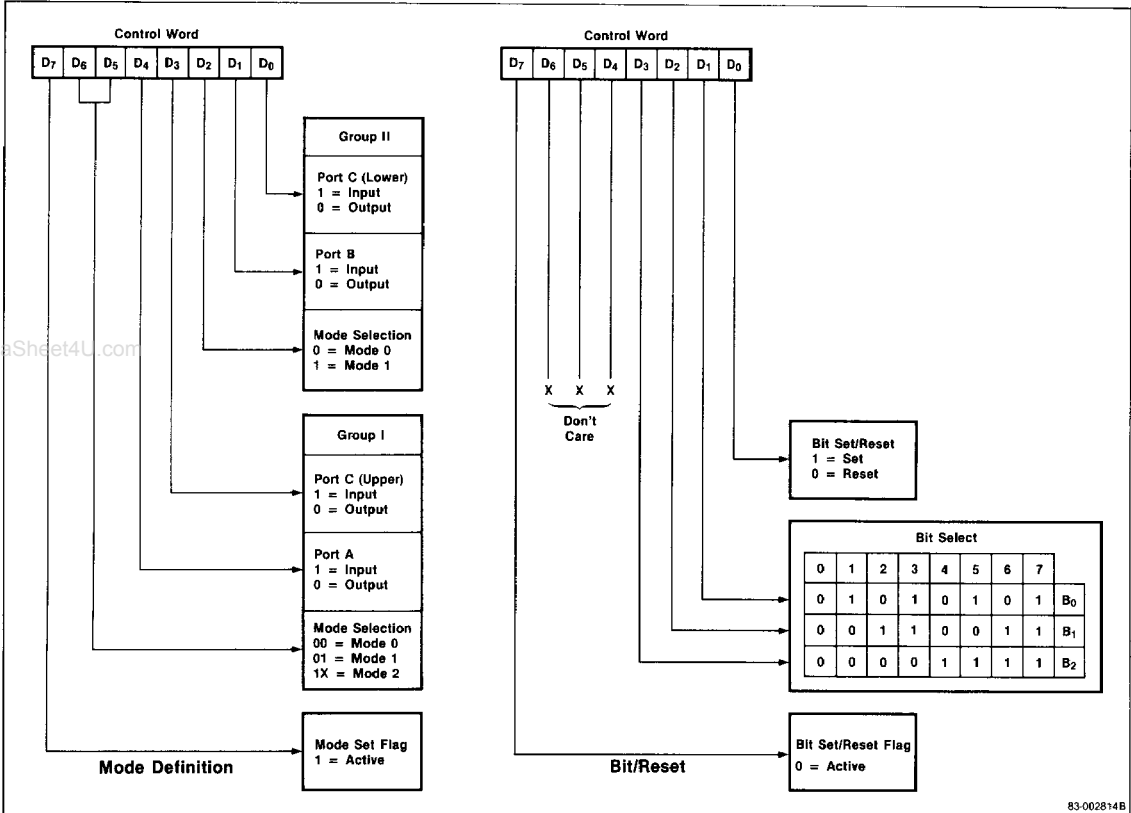 Control Word
D7 D6 D5 D4 D3 D2 D1 D0
Group II
Port C (Lower)
1 = Input
0 = Output
Port B
1 = Input
0 = Output
Mode Selection
0 = Mode 0
1 = Mode 1
aSheet4U.com
Group I
Port C (Upper)
1 = Input
0 = Output
Port A
1 = Input
0 = Output
Mode Selection
00 = Mode 0
01 = Mode 1
1X = Mode 2
Mode Set Flag
1 = Active
Mode Definition
Control Word
D7 D6 D5 D4 D3 D2 D1 D0
X X X
Don't
Care
Bit Set/Reset
1 = Set
0 = Reset
Bit Select
0 1 2 3 4 5 6 7
0 1 0 1 0 1 0 1 B0
0 0 1 1 0 0 1 1 B1
0 0 0 0 1 1 1 1 B2
Bit Set/Reset Flag
0 = Active
Bit/Reset
83-002814B